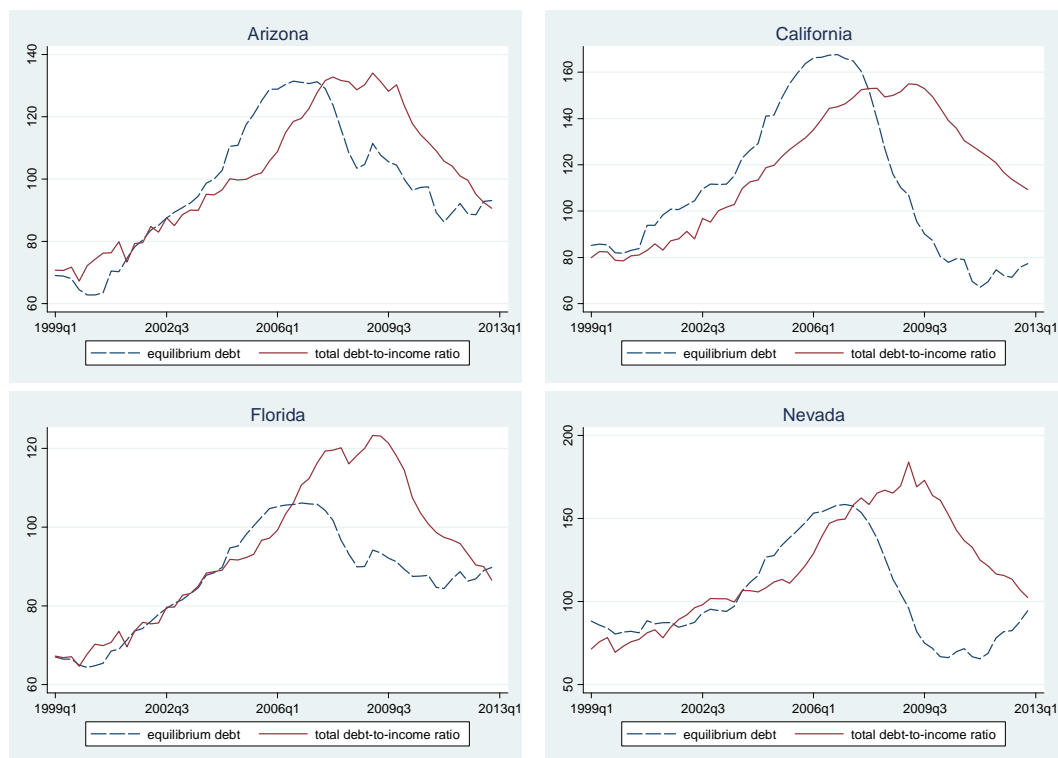 Arizona
140
120
100
80
60
1999q1 2002q3 2006q1 2009q3 2013q1
equilibrium debt total debt-to-income ratio
California
160
140
120
100
80
60
1999q1 2002q3 2006q1 2009q3 2013q1
equilibrium debt total debt-to-income ratio
Florida
120
100
80
60
1999q1 2002q3 2006q1 2009q3 2013q1
equilibrium debt total debt-to-income ratio
Nevada
200
150
100
50
1999q1 2002q3 2006q1 2009q3 2013q1
equilibrium debt total debt-to-income ratio